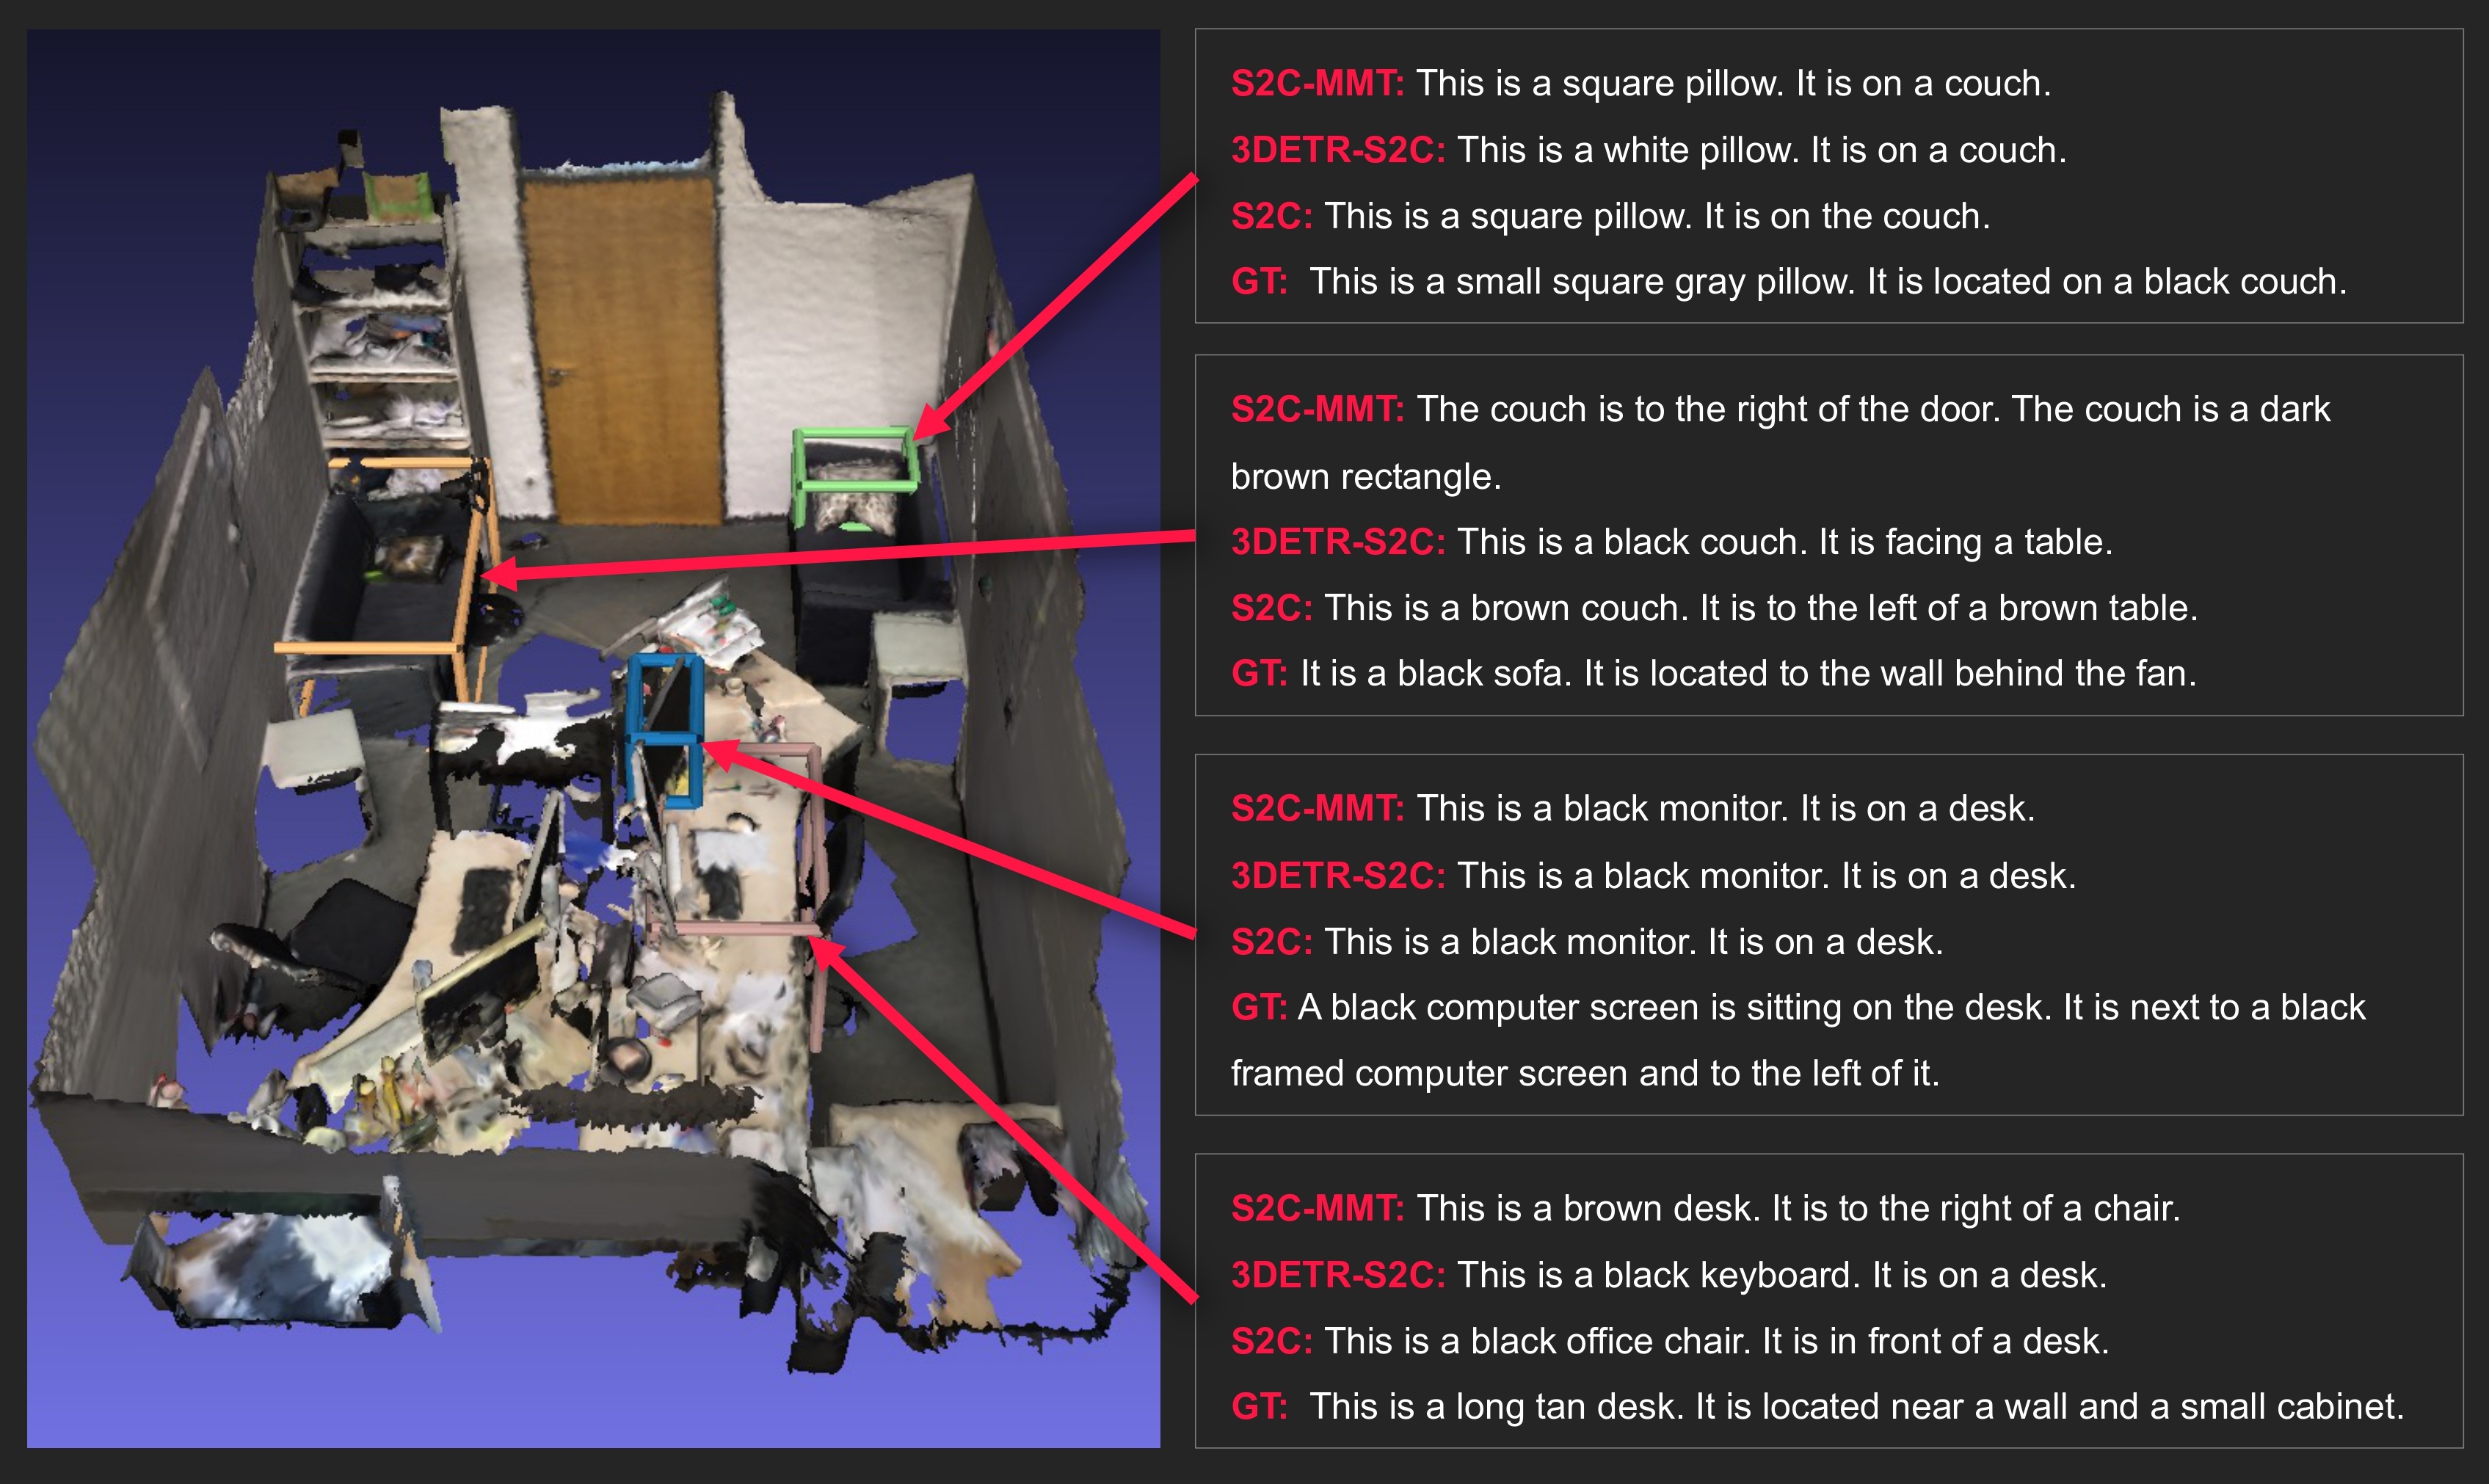 S2C-MMT: This is a square pillow. It is on a couch.
3DETR-S2C: This is a white pillow. It is on a couch.
S2C: This is a square pillow. It is on the couch.
GT: This is a small square gray pillow. It is located on a black couch.
S2C-MMT: The couch is to the right of the door. The couch is a dark
brown rectangle.
3DETR-S2C: This is a black couch. It is facing a table.
S2C: This is a brown couch. It is to the left of a brown table.
GT: It is a black sofa. It is located to the wall behind the fan.
S2C-MMT: This is a black monitor. It is on a desk.
3DETR-S2C: This is a black monitor. It is on a desk.
S2C: This is a black monitor. It is on a desk.
GT: A black computer screen is sitting on the desk. It is next to a black
framed computer screen and to the left of it.
S2C-MMT: This is a brown desk. It is to the right of a chair.
3DETR-S2C: This is a black keyboard. It is on a desk.
S2C: This is a black office chair. It is in front of a desk.
GT: This is a long tan desk. It is located near a wall and a small cabinet.